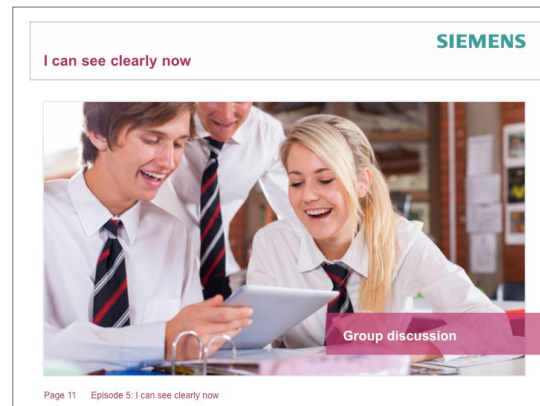 SIEMENS
I can see clearly now
Group discussion
Page 11 Episode 5: I can see clearly now